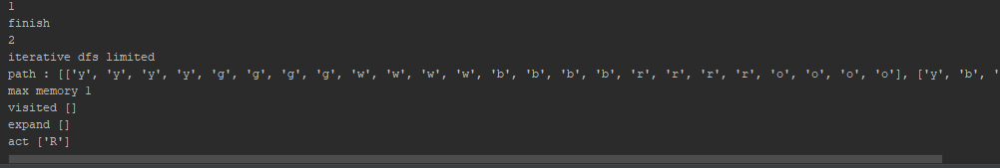 1
finish
2
iterative dfs limited
path : [['y', 'y', 'y', 'y', 'g', 'g', 'g', 'g', 'w', 'w', 'w', 'w', 'b', 'b', 'b', 'b', 'r', 'r', 'r', 'r', 'o', 'o', 'o', 'o'], ['y', 'b', '
max memory 1
visited []
expand []
act ['R']